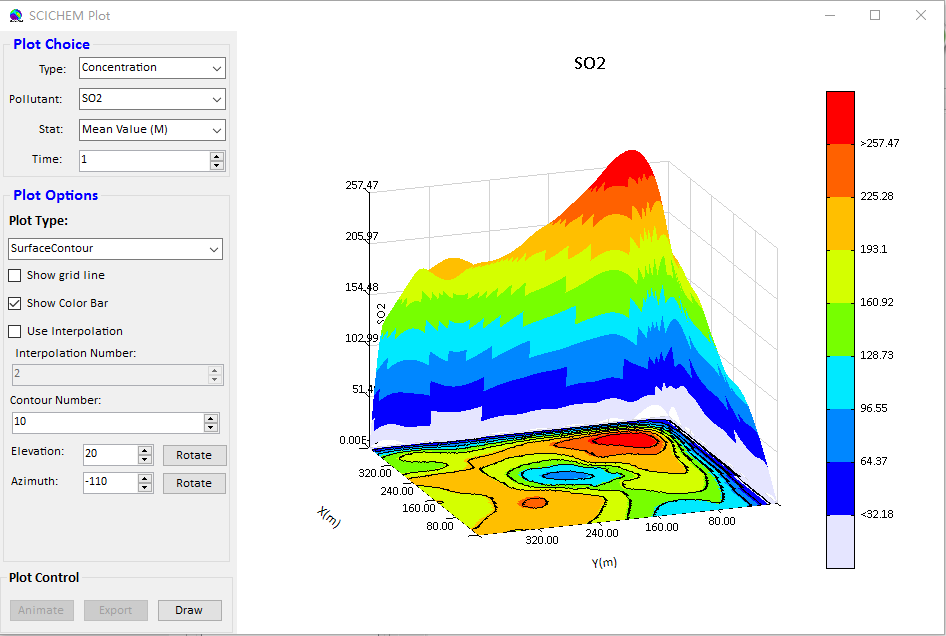 SCICHEM Plot
Plot Choice
Type: Concentration
Pollutant: SO2
Stat: Mean Value (M)
Time: 1
Plot Options
Plot Type:
SurfaceContour
Show grid line
Show Color Bar
Use Interpolation
Interpolation Number:
2
Contour Number:
10
Elevation: 20 Rotate
Azimuth: -110 Rotate
Plot Control
Animate Export Draw
SO2
257.47
205.97
154.48
102.99
51.4
0.00E
SO2
320.00
240.00
160.00
80.00
X(m)
320.00
240.00
160.00
80.00
Y(m)
>257.47
225.28
193.1
160.92
128.73
96.55
64.37
<32.18